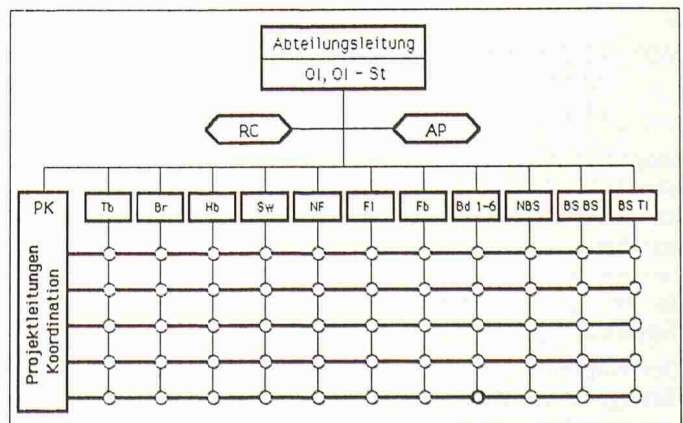 Abteilungsleitung
OI, OI - St
RC
AP
PK
Tb
Br
Hb
Sw
NF
Fl
Fb
Bd 1-6
NBS
BS BS
BS TI
Projektleitungen
Koordination